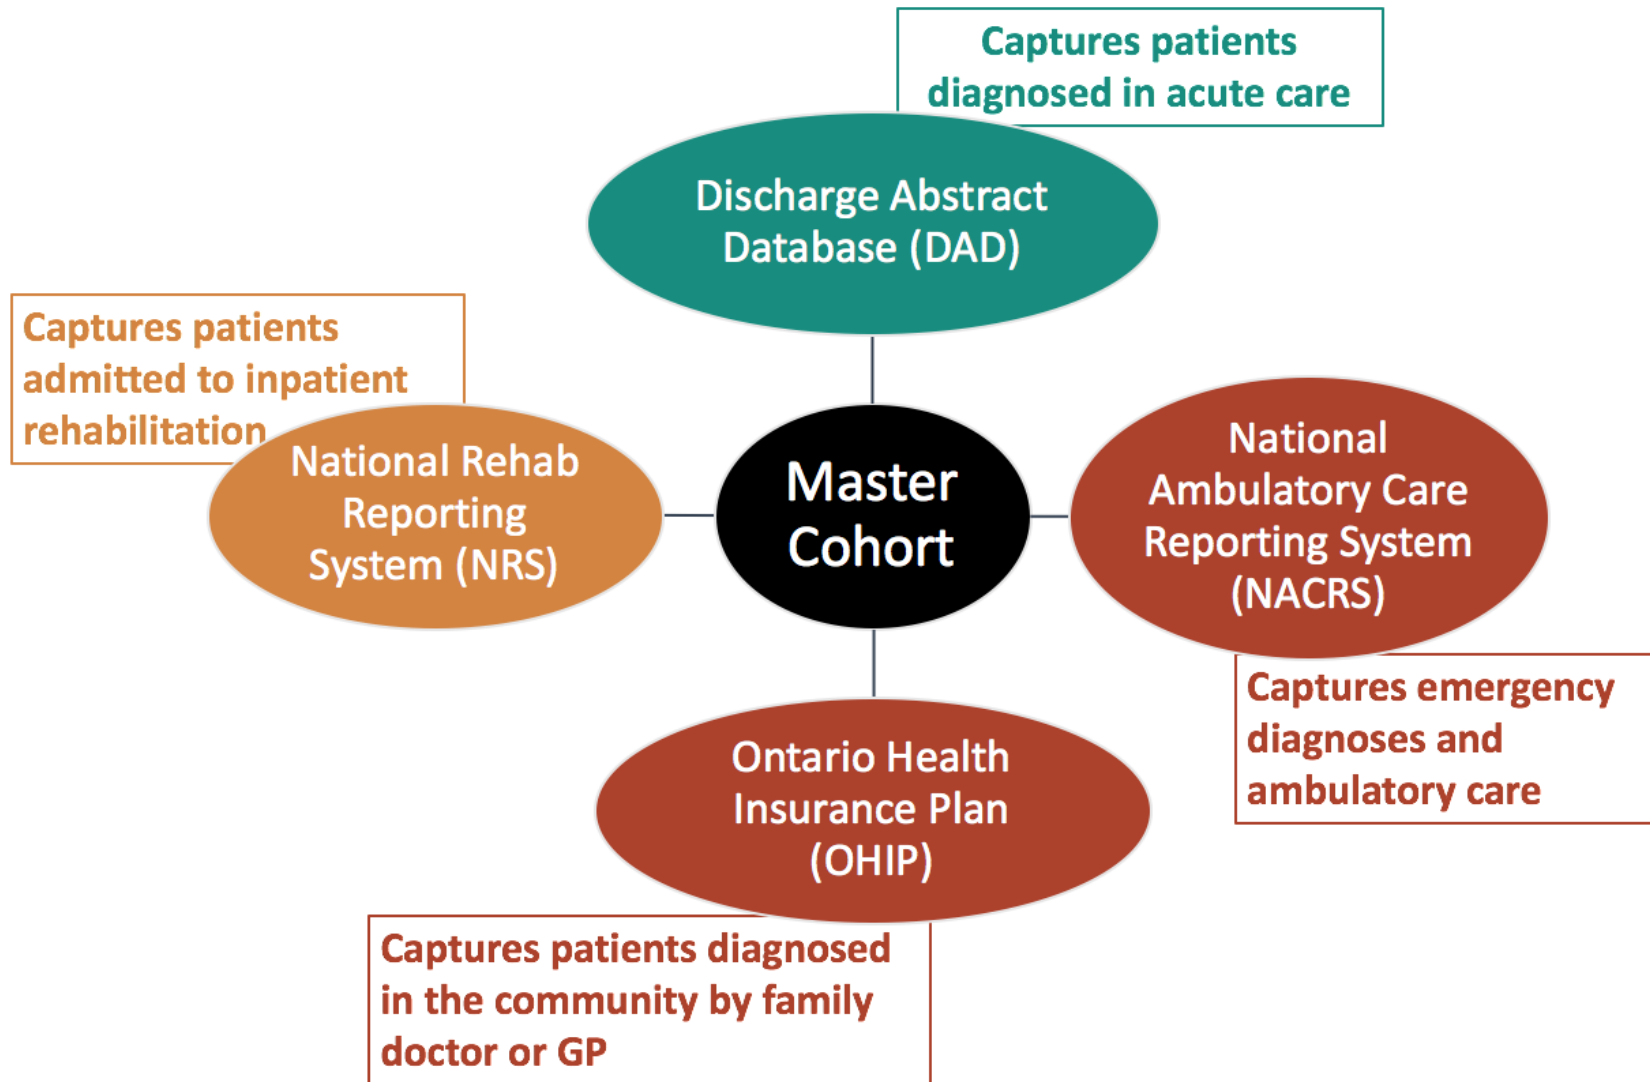 Captures patients
diagnosed in acute care
Discharge Abstract
Database (DAD)
Captures patients
admitted to inpatient
rehabilitation
National Rehab
Reporting
System (NRS)
Master
Cohort
National
Ambulatory Care
Reporting System
(NACRS)
Captures emergency
diagnoses and
ambulatory care
Ontario Health
Insurance Plan
(OHIP)
Captures patients diagnosed
in the community by family
doctor or GP